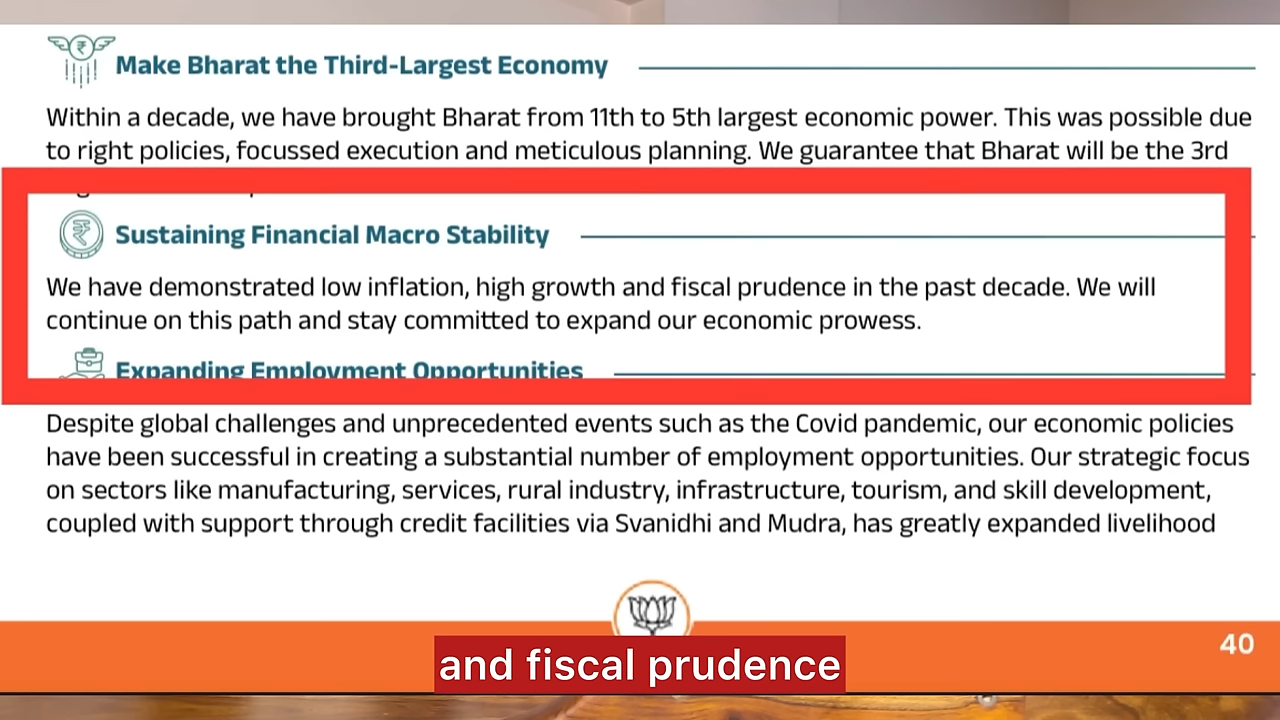 Make Bharat the Third-Largest Economy
Within a decade, we have brought Bharat from 11th to 5th largest economic power. This was possible due
to right policies, focussed execution and meticulous planning. We guarantee that Bharat will be the 3rd
Sustaining Financial Macro Stability
We have demonstrated low inflation, high growth and fiscal prudence in the past decade. We will
continue on this path and stay committed to expand our economic prowess.
Expanding Employment Opportunities
Despite global challenges and unprecedented events such as the Covid pandemic, our economic policies
have been successful in creating a substantial number of employment opportunities. Our strategic focus
on sectors like manufacturing, services, rural industry, infrastructure, tourism, and skill development,
coupled with support through credit facilities via Svanidhi and Mudra, has greatly expanded livelihood
40
and fiscal prudence